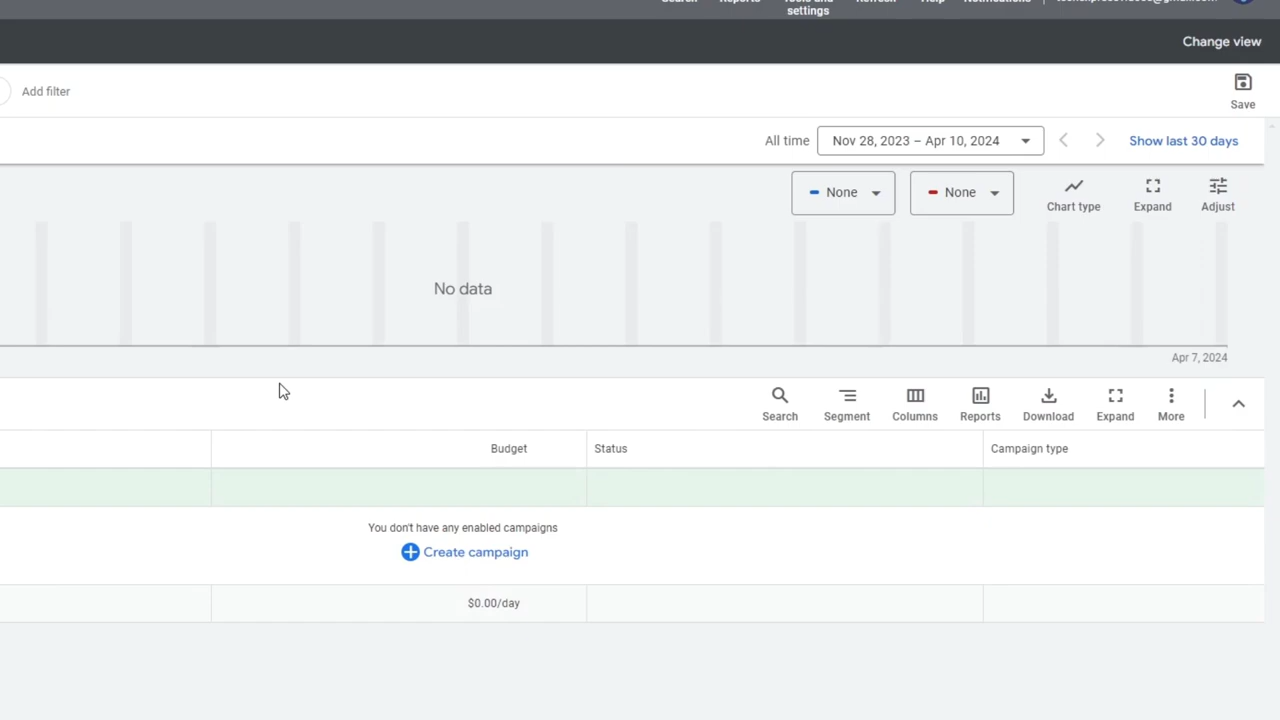 Search Reports Tools and Refresh Help Notifications
settings
Change view
Add filter
Save
All time Nov 28, 2023 – Apr 10, 2024 Show last 30 days
None None
Chart type Expand Adjust
No data
Apr 7, 2024
Search Segment Columns Reports Download Expand More
Budget Status Campaign type
You don't have any enabled campaigns
Create campaign
$0.00/day